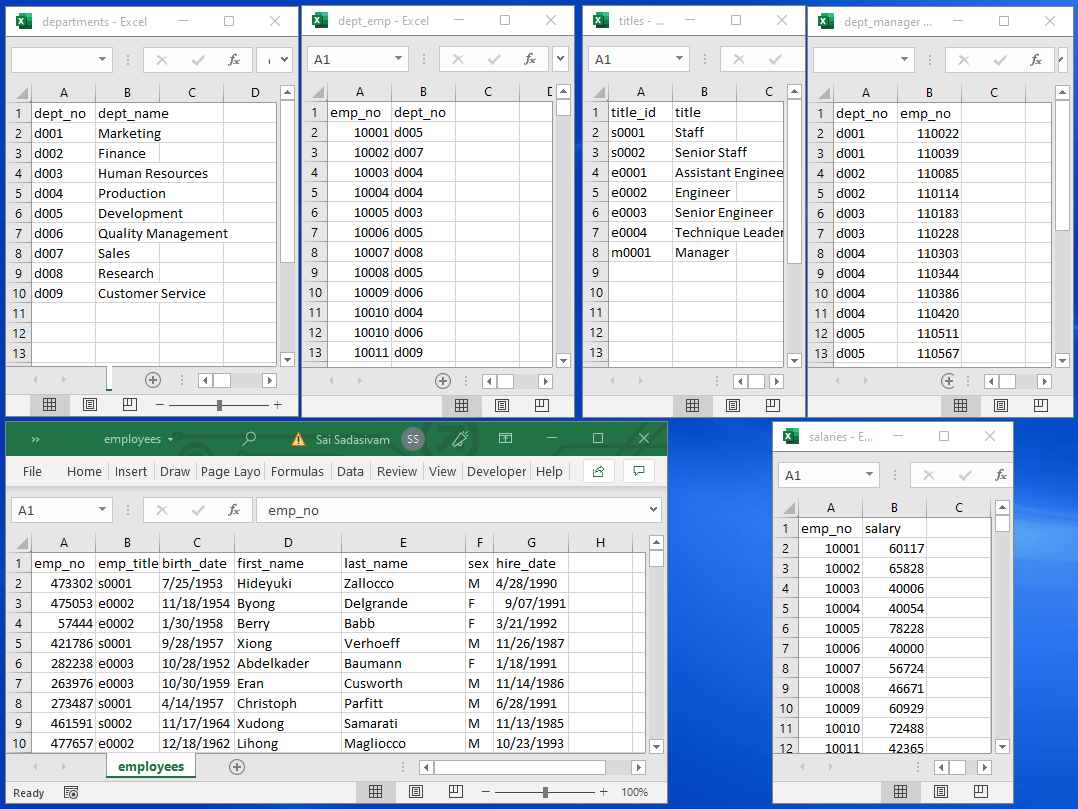 departments - Excel
fx
A B C D
1 dept_no dept_name
2 d001 Marketing
3 d002 Finance
4 d003 Human Resources
5 d004 Production
6 d005 Development
7 d006 Quality Management
8 d007 Sales
9 d008 Research
10 d009 Customer Service
11
12
13
dept_emp - Excel
A1 fx
A B C
1 emp_no dept_no
2 10001 d005
3 10002 d007
4 10003 d004
5 10004 d004
6 10005 d003
7 10006 d005
8 10007 d008
9 10008 d005
10 10009 d006
11 10010 d004
12 10010 d006
13 10011 d009
titles - ...
A1
A B C
1 title_id title
2 s0001 Staff
3 s0002 Senior Staff
4 e0001 Assistant Enginee
5 e0002 Engineer
6 e0003 Senior Engineer
7 e0004 Technique Leader
8 m0001 Manager
9
10
11
12
13
dept_manager ...
fx
A B C
1 dept_no emp_no
2 d001 110022
3 d001 110039
4 d002 110085
5 d002 110114
6 d003 110183
7 d003 110228
8 d004 110303
9 d004 110344
10 d004 110386
11 d004 110420
12 d005 110511
13 d005 110567
employees Sai Sadasivam SS
File Home Insert Draw Page Layo Formulas Data Review View Developer Help
A1 fx emp_no
A B C D E F G H
1 emp_no emp_title birth_date first_name last_name sex hire_date
2 473302 s0001 7/25/1953 Hideyuki Zallocco M 4/28/1990
3 475053 e0002 11/18/1954 Byong Delgrande F 9/07/1991
4 57444 e0002 1/30/1958 Berry Babb F 3/21/1992
5 421786 s0001 9/28/1957 Xiong Verhoeff M 11/26/1987
6 282238 e0003 10/28/1952 Abdelkader Baumann F 1/18/1991
7 263976 e0003 10/30/1959 Eran Cusworth M 11/14/1986
8 273487 s0001 4/14/1957 Christoph Parfitt M 6/28/1991
9 461591 s0002 11/17/1964 Xudong Samarati M 11/13/1985
10 477657 e0002 12/18/1962 Lihong Magliocco M 10/23/1993
employees
Ready 100%
salaries - E...
A1 fx
A B C
1 emp_no salary
2 10001 60117
3 10002 65828
4 10003 40006
5 10004 40054
6 10005 78228
7 10006 40000
8 10007 56724
9 10008 46671
10 10009 60929
11 10010 72488
12 10011 42365